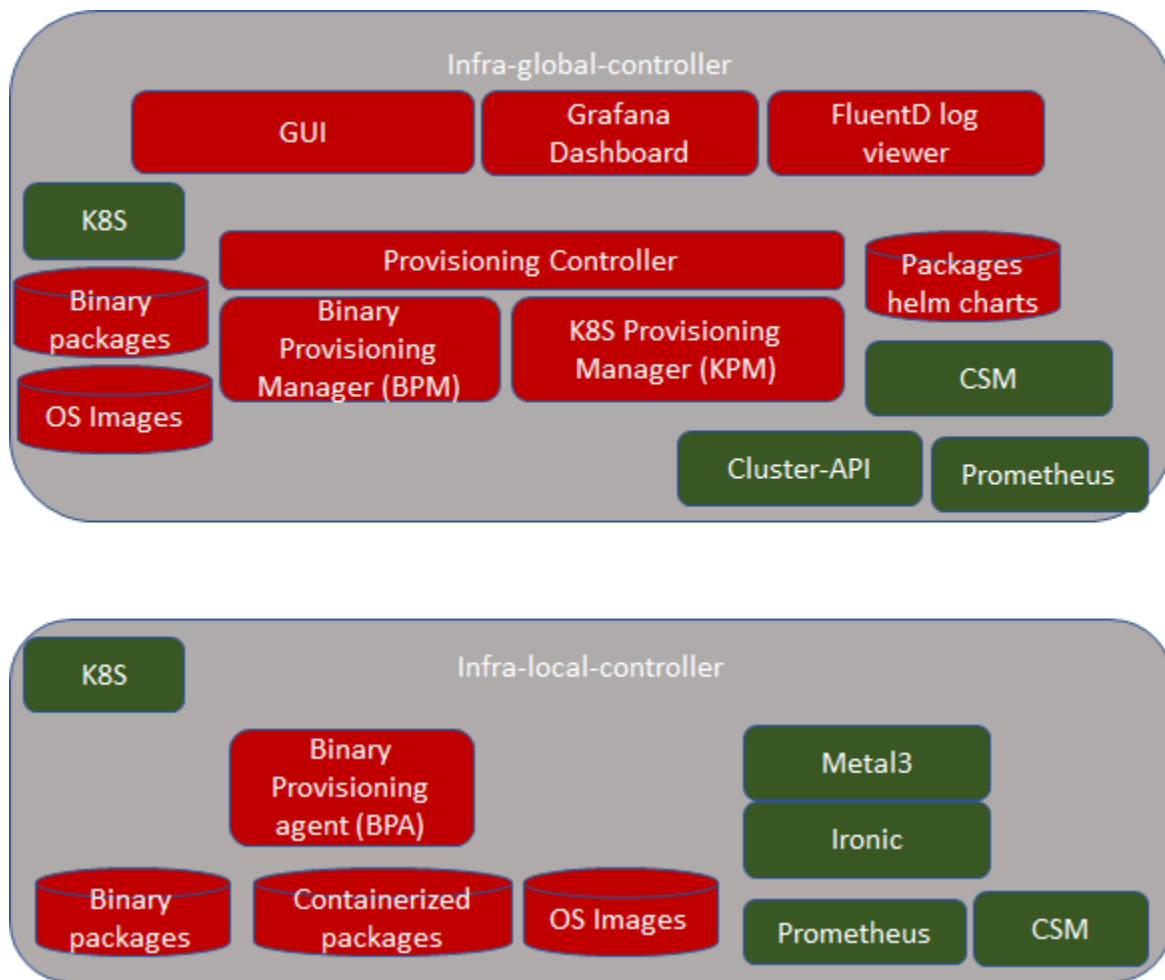 Infra-global-controller
GUI
Grafana
Dashboard
FluentD log
viewer
K8S
Provisioning Controller
Packages
helm charts
Binary
packages
Binary
Provisioning
Manager (BPM)
K8S Provisioning
Manager (KPM)
CSM
OS Images
Cluster-API
Prometheus
Infra-local-controller
K8S
Binary
Provisioning
agent (BPA)
Metal3
Ironic
Binary
packages
Containerized
packages
OS Images
Prometheus
CSM